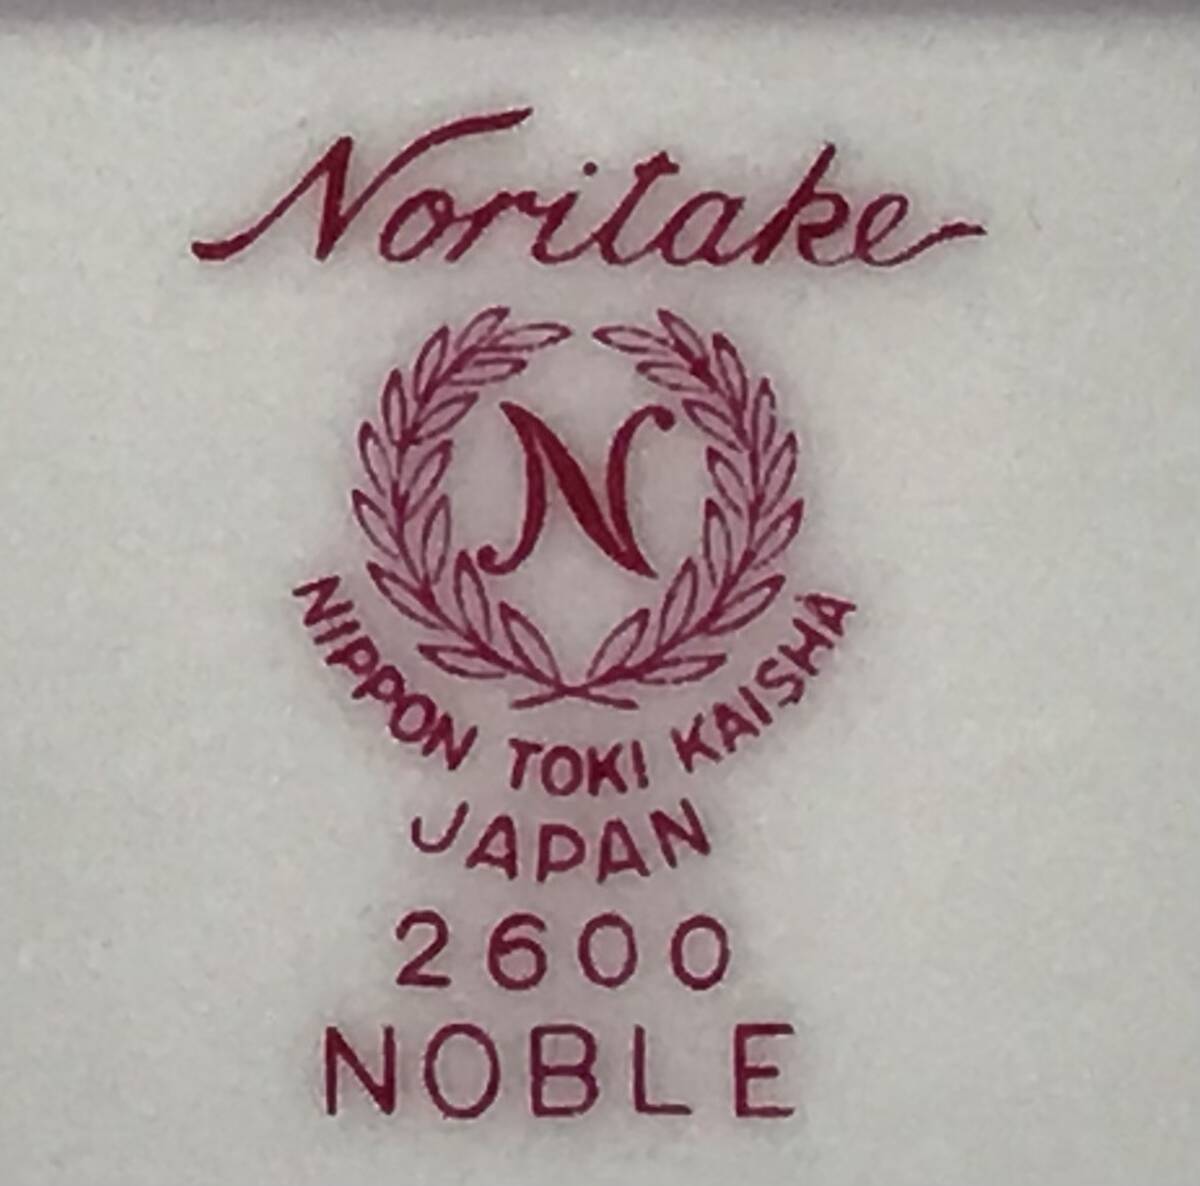 Noritake
N
NIPPON TOKI KAISHA
JAPAN
2600
NOBLE